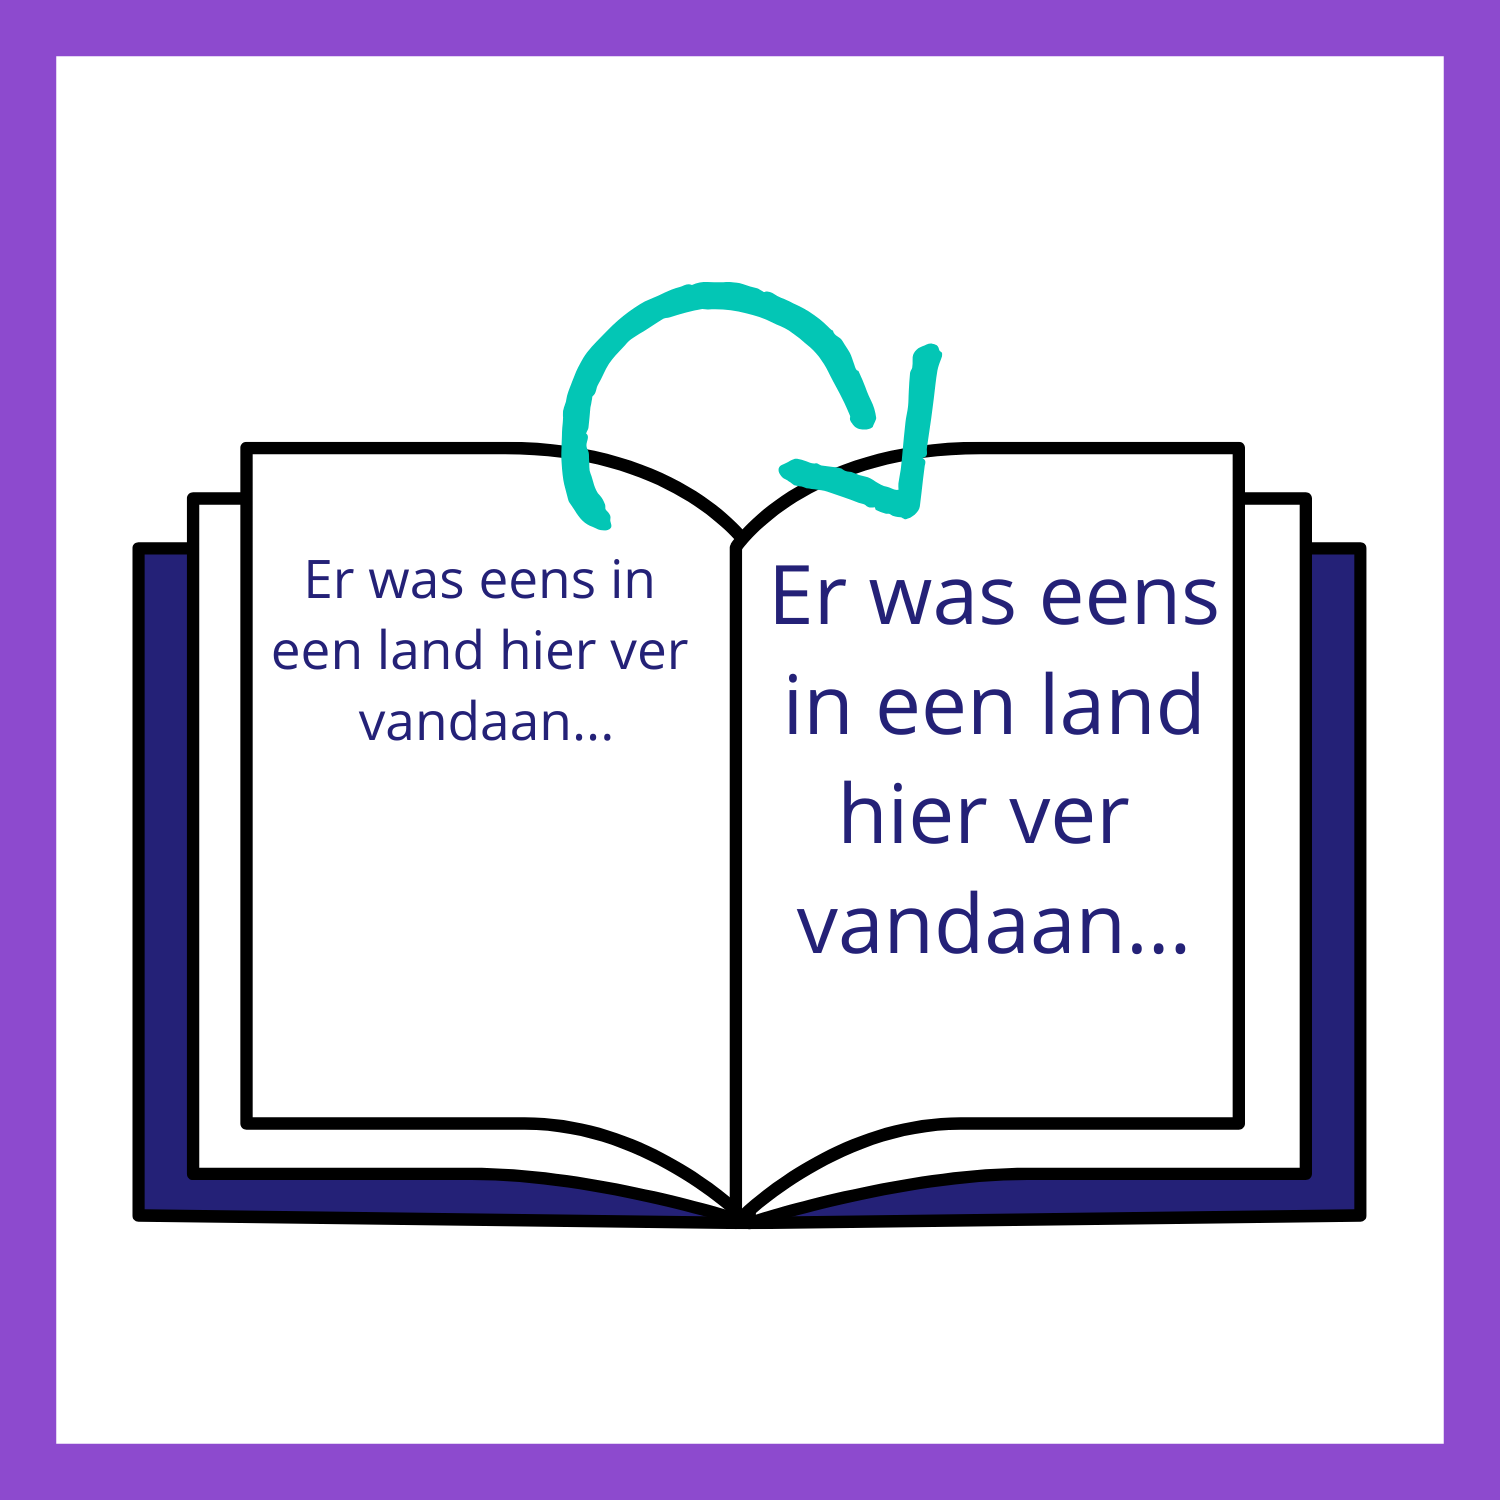 Er was eens in
een land hier ver
vandaan...
Er was eens
in een land
hier ver
vandaan...